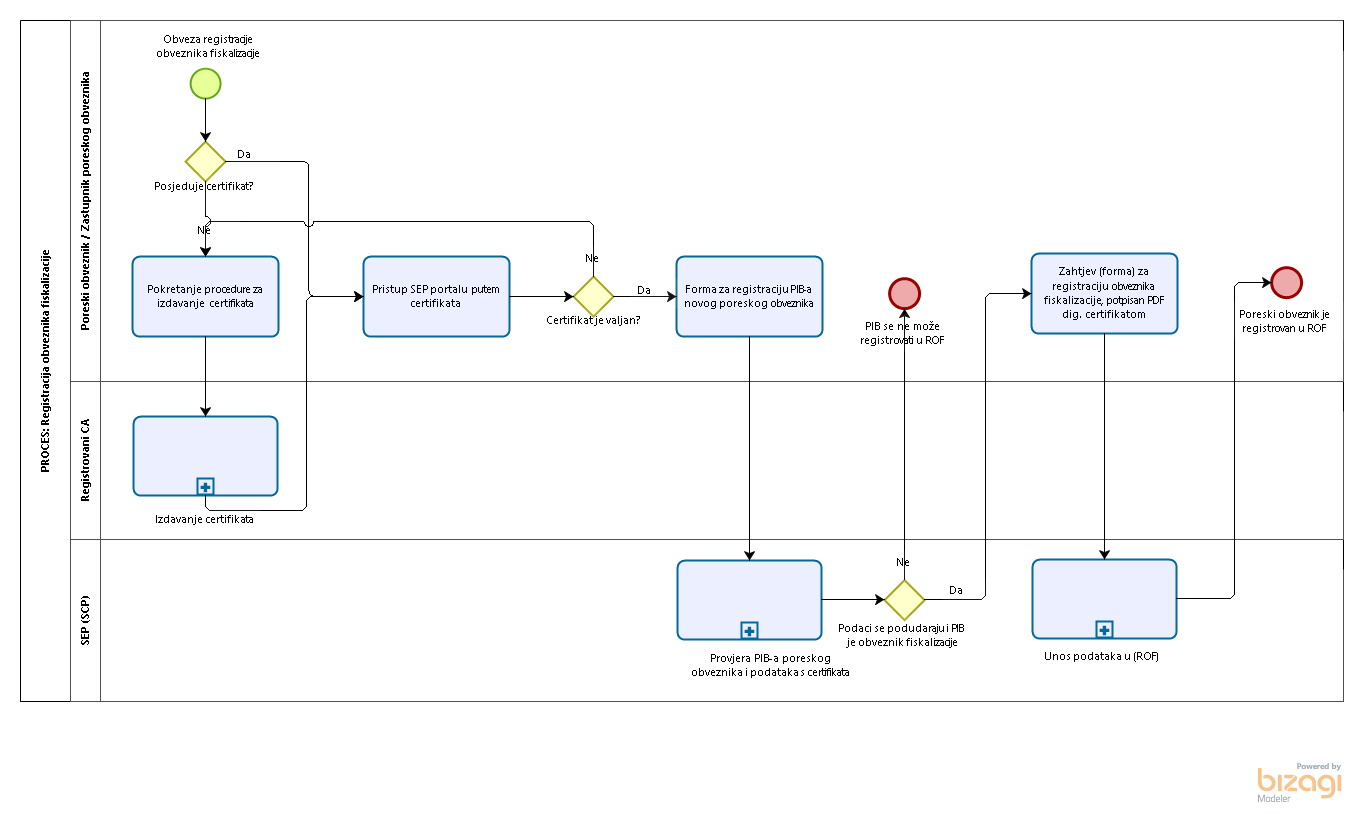 PROCES: Registracija obveznika fiskalizacije
Poreski obveznik / Zastupnik poreskog obveznika
Obveza registracije
obveznika fiskalizacije
Da
Posjeduje certifikat?
Ne
Pokretanje procedure za
izdavanje certifikata
Pristup SEP portalu putem
certifikata
Ne
Da
Certifikat je valjan?
Forma za registraciju PIB-a
novog poreskog obveznika
PIB se ne može
registrovati u ROF
Zahtjev (forma) za
registraciju obveznika
fiskalizacije, potpisan PDF
dig. certifikatom
Poreski obveznik je
registrovan u ROF
Registrovani CA
Izdavanje certifikata
SEP (SCP)
Provjera PIB-a poreskog
obveznika i podataka s certifikata
Ne
Da
Podaci se podudaraju i PIB
je obveznik fiskalizacije
Unos podataka u (ROF)
Powered by
bizagi
Modeler